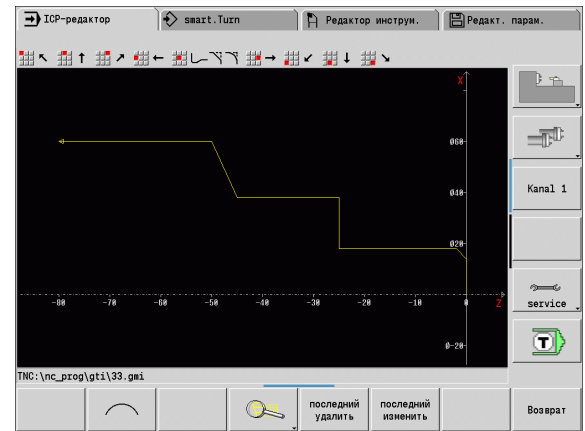 ICP-редактор
smart.Turn
Редактор инструм.
Редакт. парам.
X
Ø60
Ø40
Kanal 1
Ø20
-80 -70 -60 -50 -40 -30 -20 -10 0 Z
service
Ø-20
T
TNC:\nc_prog\gti\33.gmi
последний удалить
последний изменить
Возврат